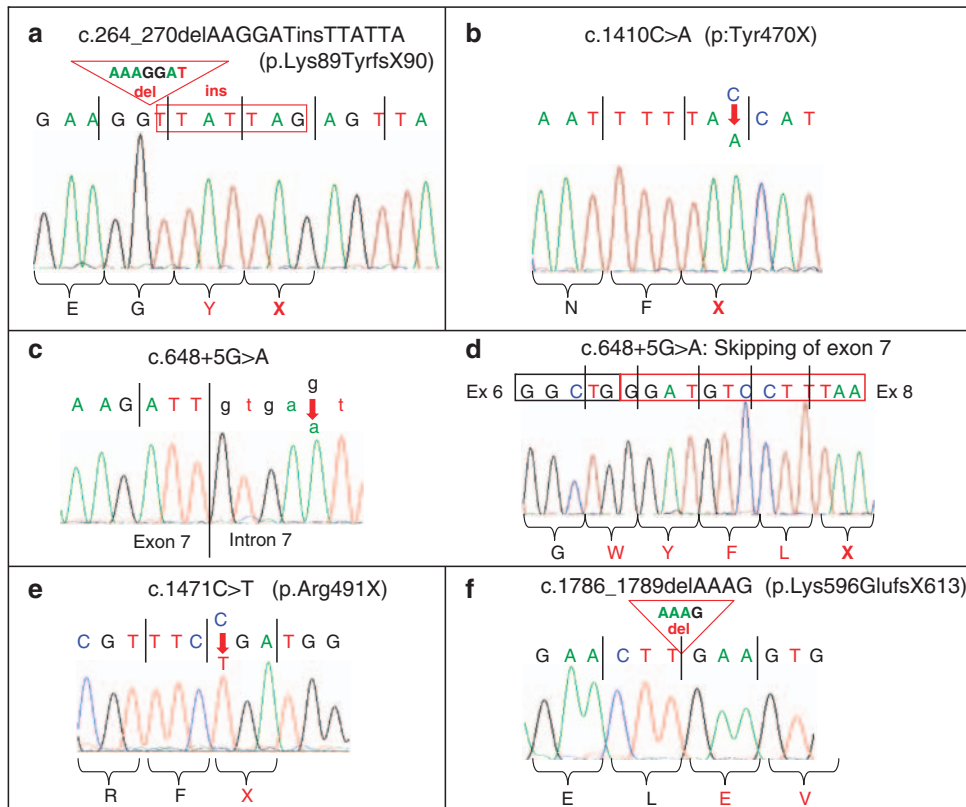 a
c.264_270delAAGGATinsTTATTA
(p.Lys89TyrfsX90)
AAAGGAT
del
ins
G A A G G T T A T T A G A G T T A
E G Y X
b
c.1410C>A (p:Tyr470X)
C
A A T T T T T A C A T
A
N F X
c
c.648+5G>A
g
A A G A T T g t g a t
a
Exon 7 Intron 7
d
c.648+5G>A: Skipping of exon 7
Ex 6 G G C T G G A T G T C C T T T A A Ex 8
G W Y F L X
e
c.1471C>T (p.Arg491X)
C
C G T T T C G A T G G
T
R F X
f
c.1786_1789delAAAG (p.Lys596GlufsX613)
AAAG
del
G A A C T T G A A G T G
E L E V